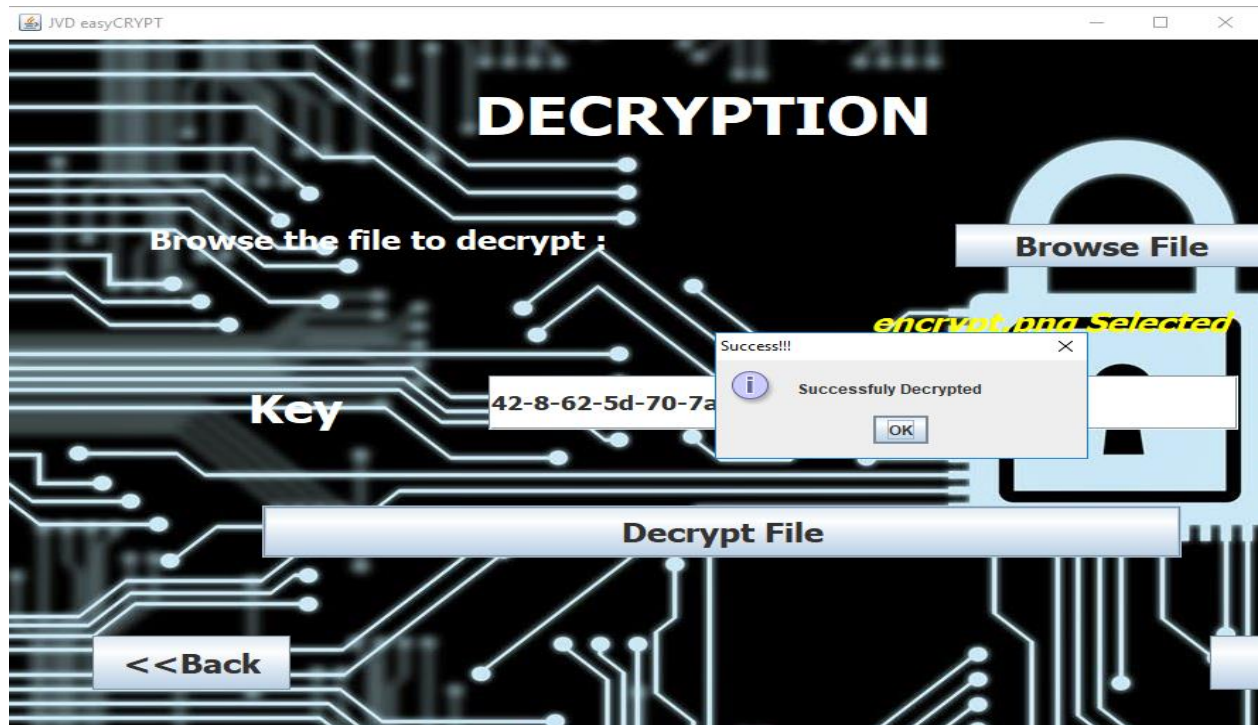 JVD easyCRYPT
DECRYPTION
Browse the file to decrypt :
Browse File
encrypt.png Selected
Success!!!
Successfuly Decrypted
OK
Key
42-8-62-5d-70-7a
Decrypt File
<<Back